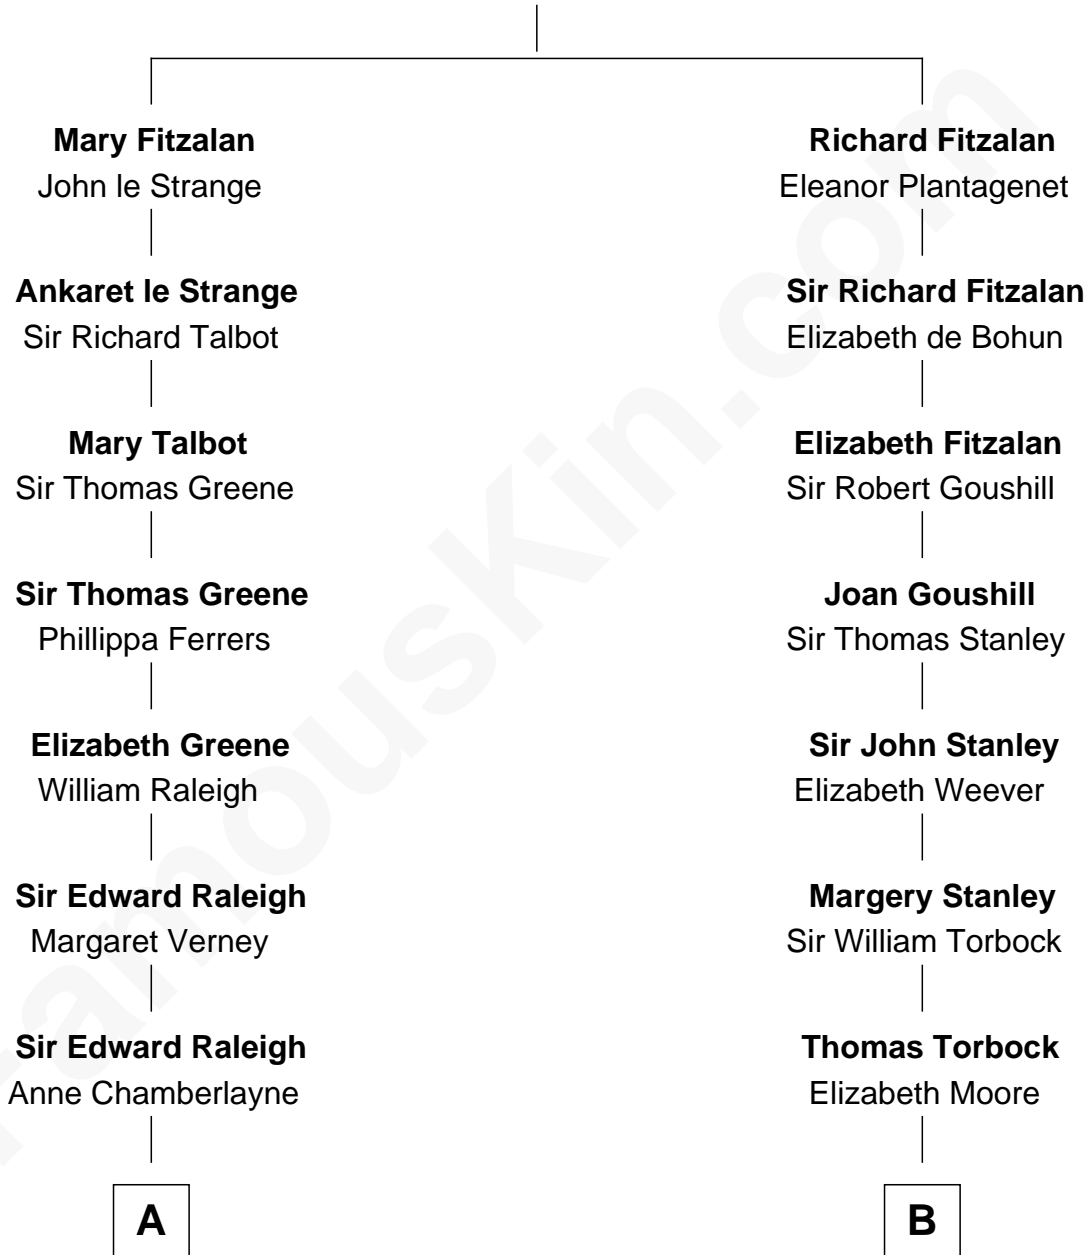 Mary Fitzalan
John le Strange
Ankaret le Strange
Sir Richard Talbot
Mary Talbot
Sir Thomas Greene
Sir Thomas Greene
Phillippa Ferrers
Elizabeth Greene
William Raleigh
Sir Edward Raleigh
Margaret Verney
Sir Edward Raleigh
Anne Chamberlayne
A
Richard Fitzalan
Eleanor Plantagenet
Sir Richard Fitzalan
Elizabeth de Bohun
Elizabeth Fitzalan
Sir Robert Goushill
Joan Goushill
Sir Thomas Stanley
Sir John Stanley
Elizabeth Weever
Margery Stanley
Sir William Torbock
Thomas Torbock
Elizabeth Moore
B
FamousKin.com